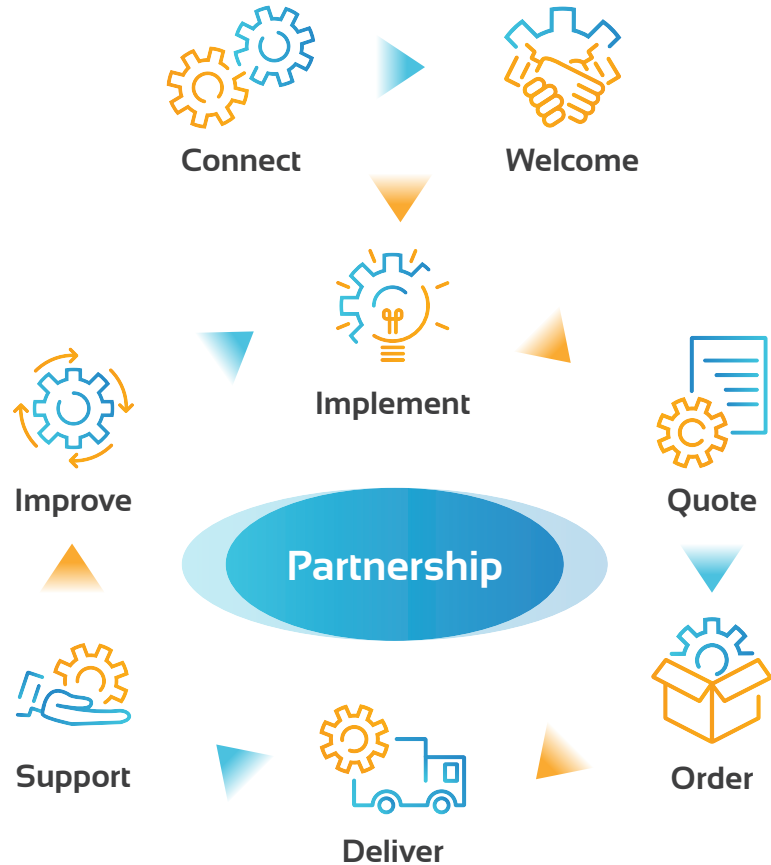 Connect
Welcome
Implement
Improve
Quote
Partnership
Support
Order
Deliver